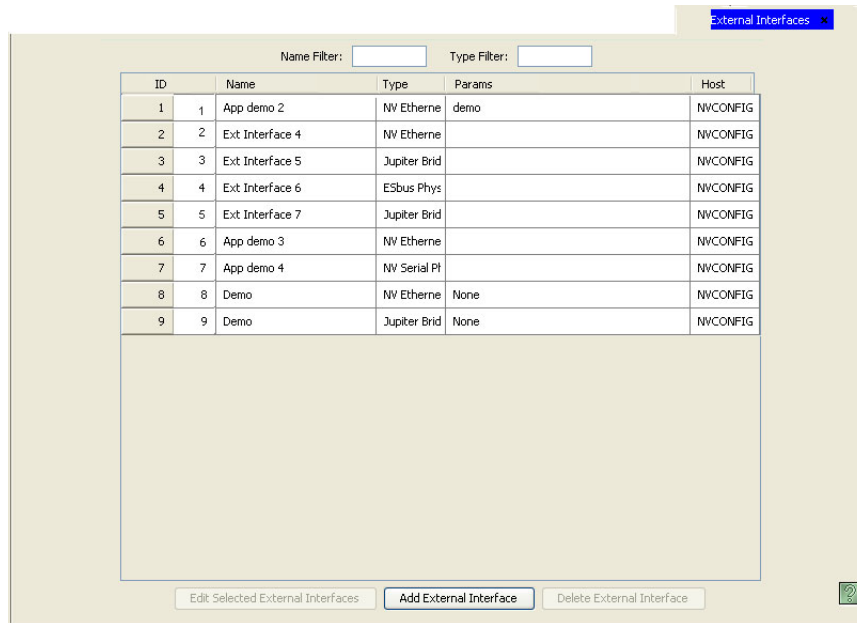 External Interfaces ×
Name Filter: Type Filter:
ID Name Type Params Host
1 1 App demo 2 NV Etherne demo NVCONFIG
2 2 Ext Interface 4 NV Etherne NVCONFIG
3 3 Ext Interface 5 Jupiter Brid NVCONFIG
4 4 Ext Interface 6 ESbus Phys NVCONFIG
5 5 Ext Interface 7 Jupiter Brid NVCONFIG
6 6 App demo 3 NV Etherne NVCONFIG
7 7 App demo 4 NV Serial Ph NVCONFIG
8 8 Demo NV Etherne None NVCONFIG
9 9 Demo Jupiter Brid None NVCONFIG
Edit Selected External Interfaces Add External Interface Delete External Interface ?